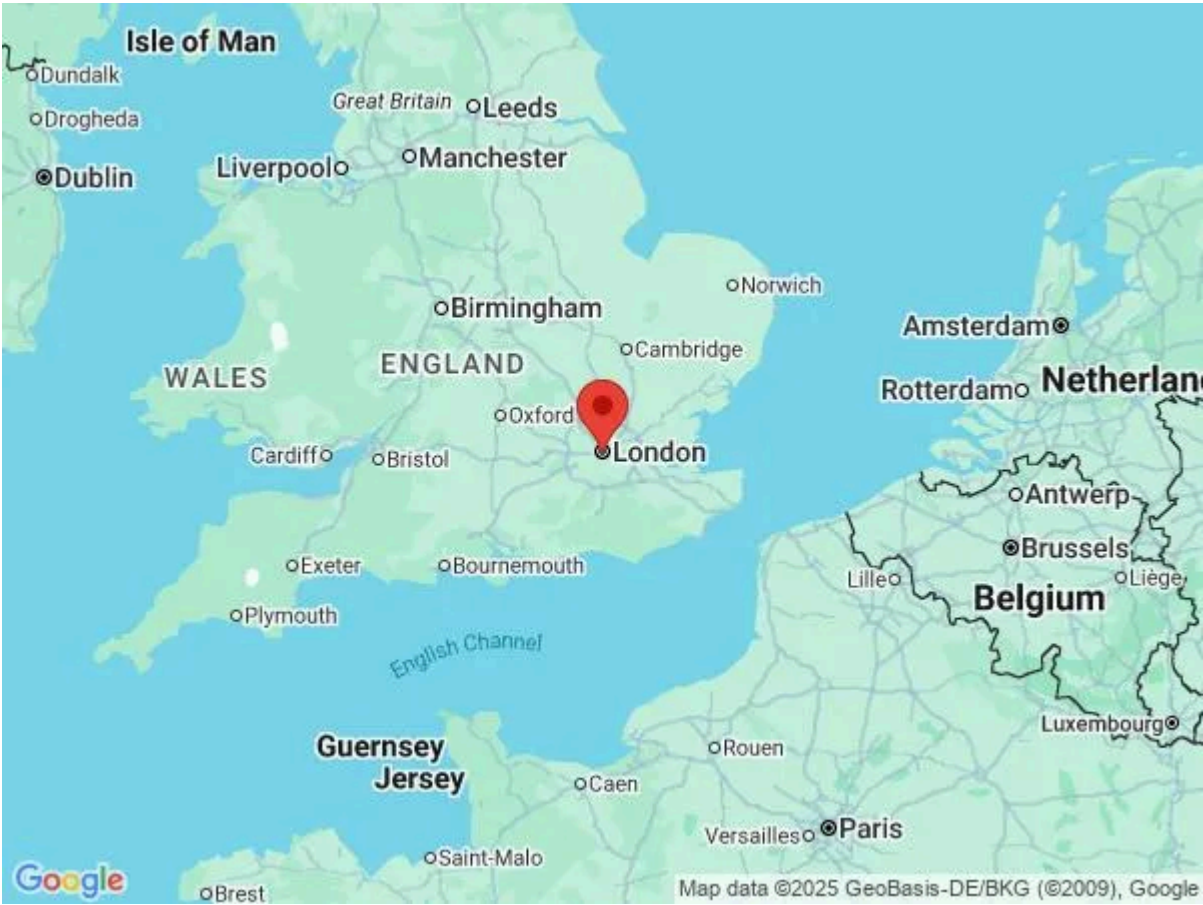 Isle of Man
Dundalk
Great Britain
Leeds
Drogheda
Manchester
Liverpool
Dublin
Norwich
Birmingham
Amsterdam
Cambridge
ENGLAND
WALES
Netherlan
Rotterdam
Oxford
London
Cardiff
Bristol
Antwerp
Brussels
Exeter
Bournemouth
Lille
Liège
Belgium
Plymouth
English Channel
Luxembourg
Guernsey
Jersey
Rouen
Caen
Paris
Versailles
Saint-Malo
Google
Brest
Map data ©2025 GeoBasis-DE/BKG (©2009), Google